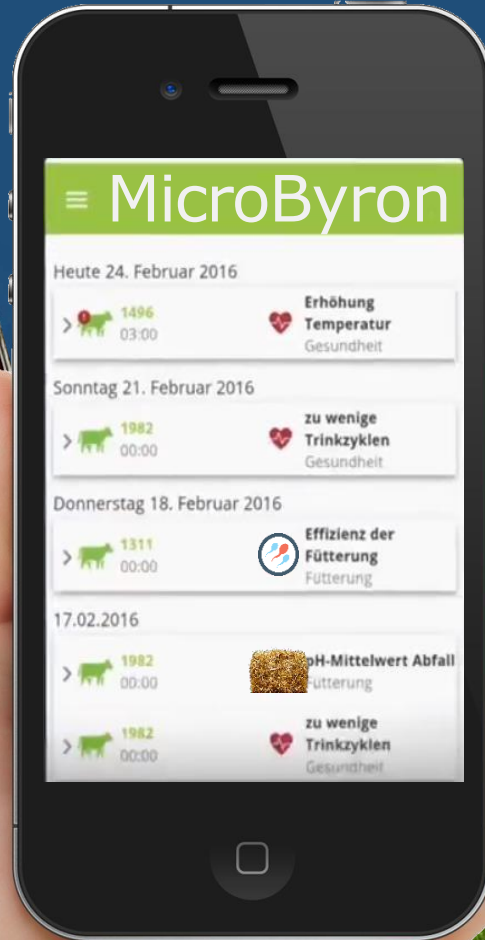 MicroByron
Heute 24. Februar 2016
1496
03:00
Erhöhung
Temperatur
Gesundheit
Sonntag 21. Februar 2016
1982
00:00
zu wenige
Trinkzyklen
Gesundheit
Donnerstag 18. Februar 2016
1311
00:00
Effizienz der
Fütterung
Fütterung
17.02.2016
1982
00:00
pH-Mittelwert Abfall
Fütterung
1982
00:00
zu wenige
Trinkzyklen
Gesundheit